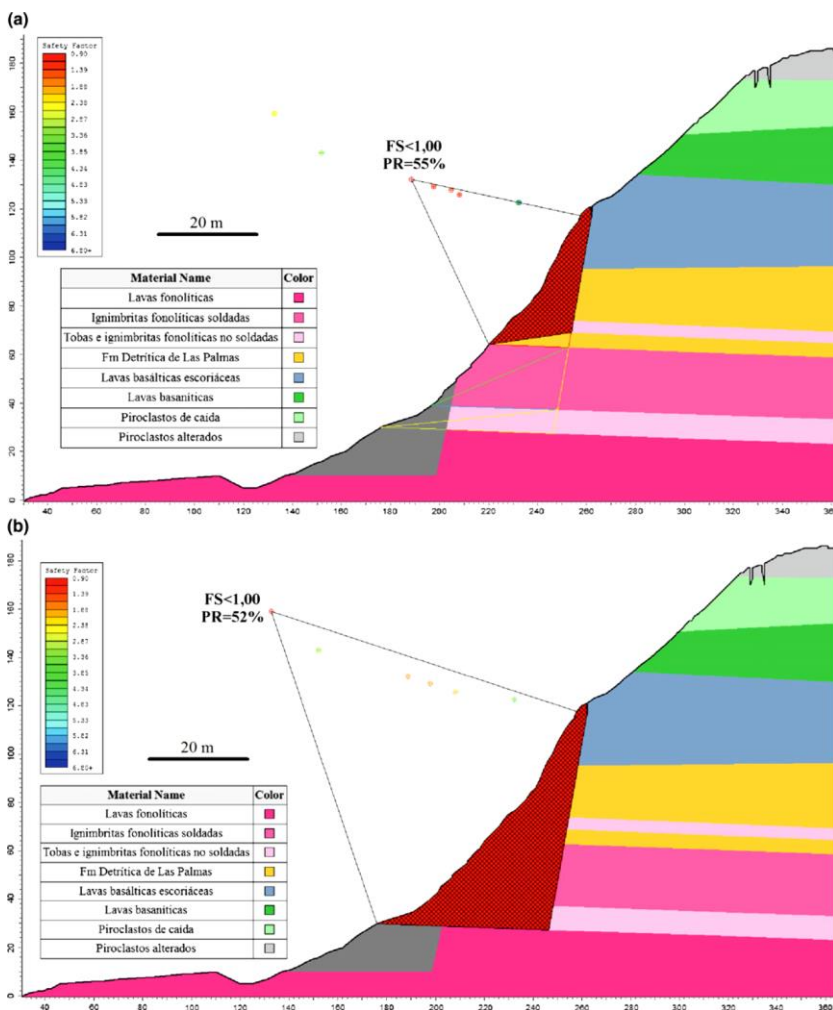 (a)
Safety Factor
0.90
1.39
1.88
2.38
2.87
3.36
3.85
4.83
5.33
5.82
6.31
6.80+
FS<1,00
PR=55%
20 m
Material Name Color
Lavas fonolíticas
Ignimbritas fonolíticas soldadas
Tobas e ignimbritas fonolíticas no soldadas
Fm Detrítica de Las Palmas
Lavas basálticas escoriáceas
Lavas basaníticas
Piroclastos de caída
Piroclastos alterados
180
160
140
120
100
80
60
40
20
0
40 60 80 100 120 140 160 180 200 220 240 260 280 300 320 340 360
(b)
Safety Factor
0.90
1.39
1.88
2.38
2.87
3.36
3.85
4.34
4.83
5.33
5.82
6.31
6.80+
FS<1,00
PR=52%
20 m
Material Name Color
Lavas fonolíticas
Ignimbritas fonolíticas soldadas
Tobas e ignimbritas fonolíticas no soldadas
Fm Detrítica de Las Palmas
Lavas basálticas escoriáceas
Lavas basaníticas
Piroclastos de caída
Piroclastos alterados
180
160
140
120
100
80
60
40
20
0
40 60 80 100 120 140 160 180 200 220 240 260 280 300 320 340 360